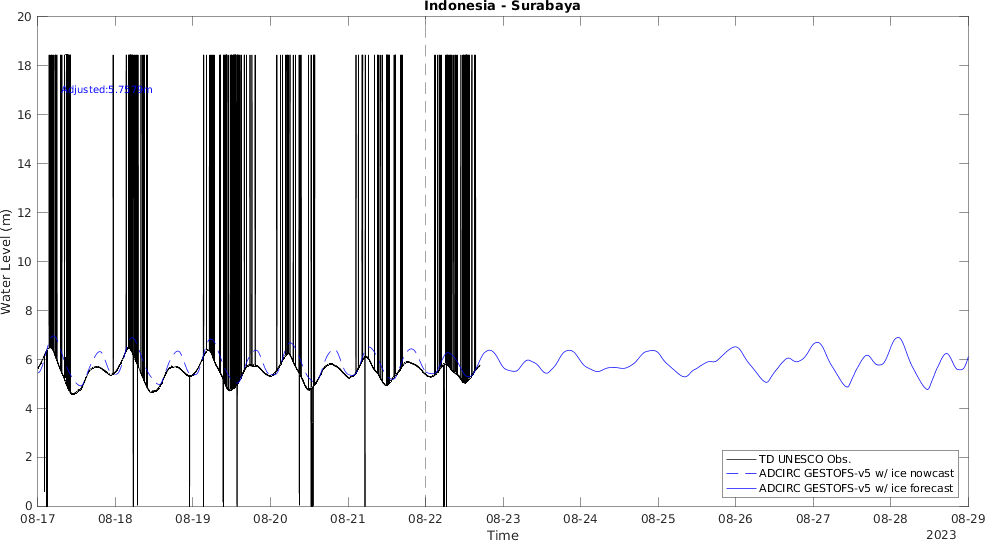 Indonesia - Surabaya
20
18
16
14
12
10
8
6
4
2
0
Water Level (m)
08-17 08-18 08-19 08-20 08-21 08-22 08-23 08-24 08-25 08-26 08-27 08-28 08-29
Time
2023
TD UNESCO Obs.
ADCIRC GESTOFS-v5 w/ ice nowcast
ADCIRC GESTOFS-v5 w/ ice forecast